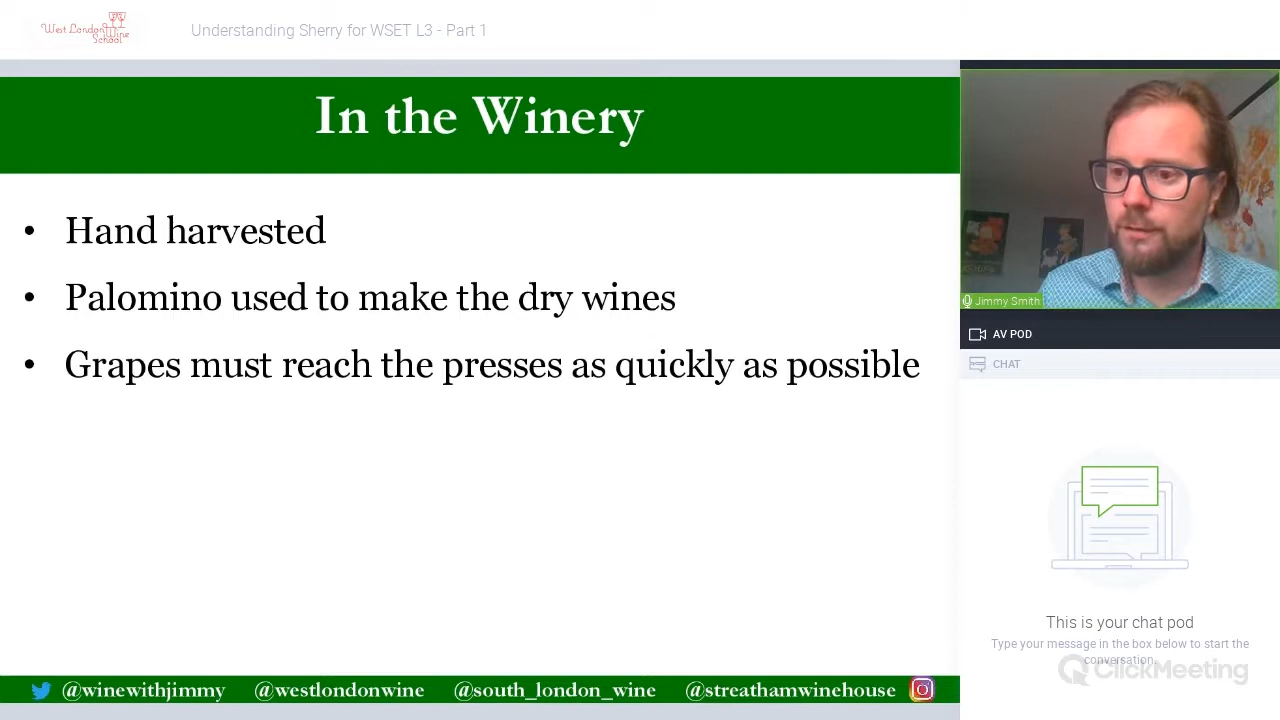 West London Wine School
Understanding Sherry for WSET L3 - Part 1
In the Winery
• Hand harvested
• Palomino used to make the dry wines
• Grapes must reach the presses as quickly as possible
@winewithjimmy @westlondonwine @south_london_wine @streathamwinehouse
Jimmy Smith
AV POD
CHAT
This is your chat pod
Type your message in the box below to start the
conversation.
ClickMeeting